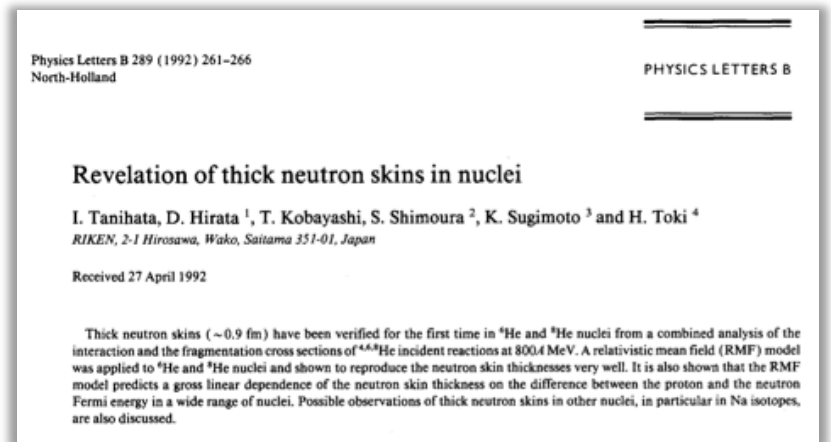 Physics Letters B 289 (1992) 261–266
North-Holland
PHYSICS LETTERS B
Revelation of thick neutron skins in nuclei
I. Tanihata, D. Hirata ¹, T. Kobayashi, S. Shimoura ², K. Sugimoto ³ and H. Toki ⁴
RIKEN, 2-1 Hirosawa, Wako, Saitama 351-01, Japan
Received 27 April 1992
Thick neutron skins (~0.9 fm) have been verified for the first time in ⁶He and ⁸He nuclei from a combined analysis of the
interaction and the fragmentation cross sections of ⁴,⁶,⁸He incident reactions at 800A MeV. A relativistic mean field (RMF) model
was applied to ⁶He and ⁸He nuclei and shown to reproduce the neutron skin thicknesses very well. It is also shown that the RMF
model predicts a gross linear dependence of the neutron skin thickness on the difference between the proton and the neutron
Fermi energy in a wide range of nuclei. Possible observations of thick neutron skins in other nuclei, in particular in Na isotopes,
are also discussed.